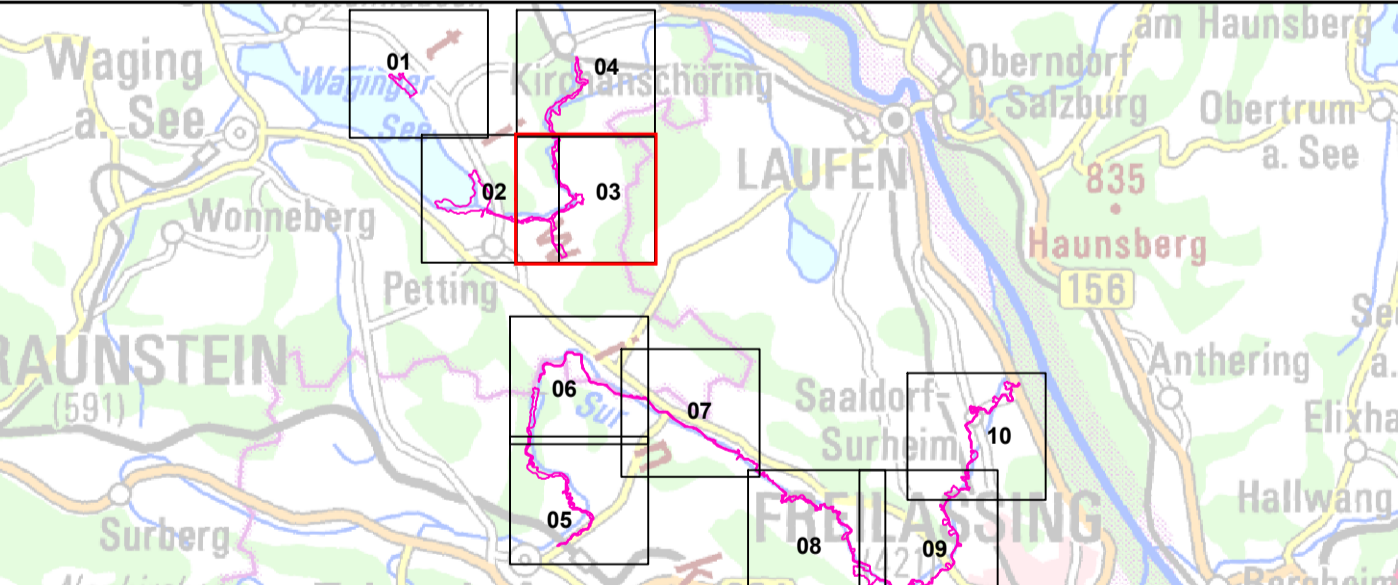 am Haunsberg
Waging
a. See
01
Waginger
See
04
Kirchanschöring
Oberndorf
b. Salzburg
Obertrum
a. See
LAUFEN
835
Haunsberg
02
03
Wonneberg
Petting
156
TRAUNSTEIN
(591)
06
Sur
07
Saaldorf-
Surheim
10
Anthering
Elixha
Hallwang
FREILASSING
Surberg
05
08
09